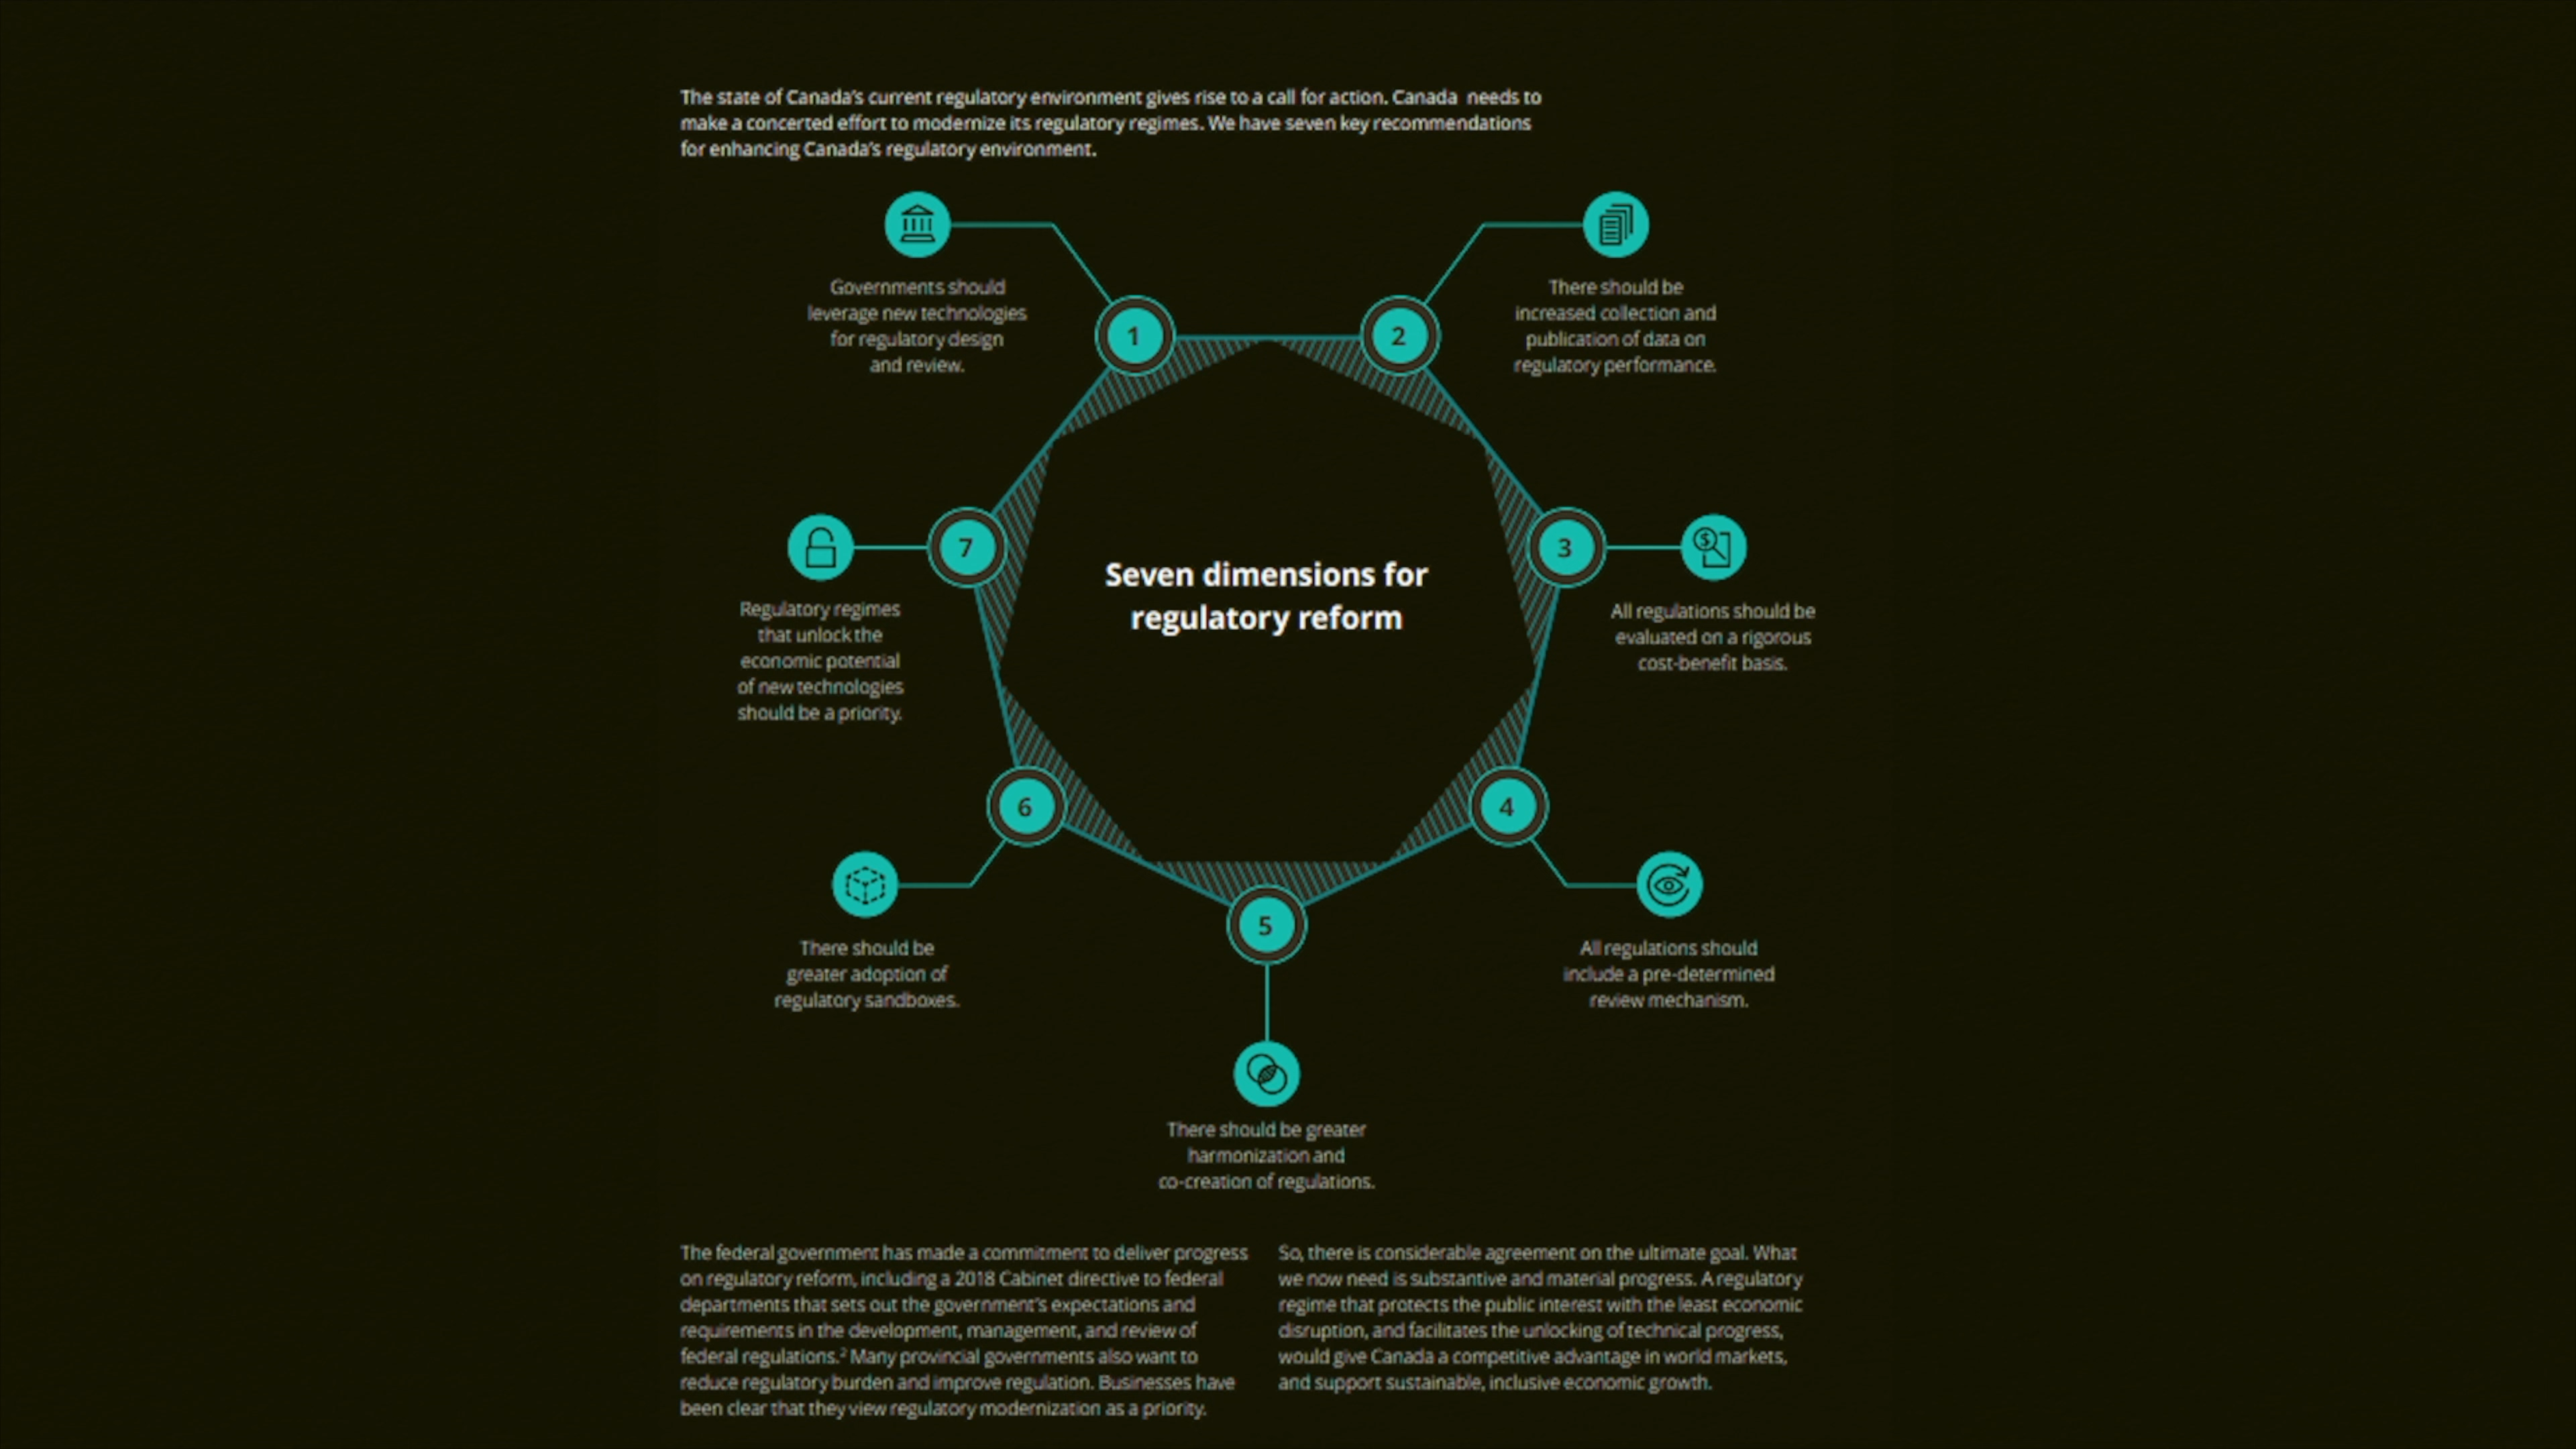 The state of Canada's current regulatory environment gives rise to a call for action. Canada needs to
make a concerted effort to modernize its regulatory regimes. We have seven key recommendations
for enhancing Canada's regulatory environment.
Governments should
leverage new technologies
for regulatory design
and review.
1
2
There should be
increased collection and
publication of data on
regulatory performance.
7
Regulatory regimes
that unlock the
economic potential
of new technologies
should be a priority.
Seven dimensions for
regulatory reform
3
All regulations should be
evaluated on a rigorous
cost-benefit basis.
6
There should be
greater adoption of
regulatory sandboxes.
4
All regulations should
include a pre-determined
review mechanism.
5
There should be greater
harmonization and
co-creation of regulations.
The federal government has made a commitment to deliver progress
on regulatory reform, including a 2018 Cabinet directive to federal
departments that sets out the government's expectations and
requirements in the development, management, and review of
federal regulations.² Many provincial governments also want to
reduce regulatory burden and improve regulation. Businesses have
been clear that they view regulatory modernization as a priority.
So, there is considerable agreement on the ultimate goal. What
we now need is substantive and material progress. A regulatory
regime that protects the public interest with the least economic
disruption, and facilitates the unlocking of technical progress,
would give Canada a competitive advantage in world markets,
and support sustainable, inclusive economic growth.